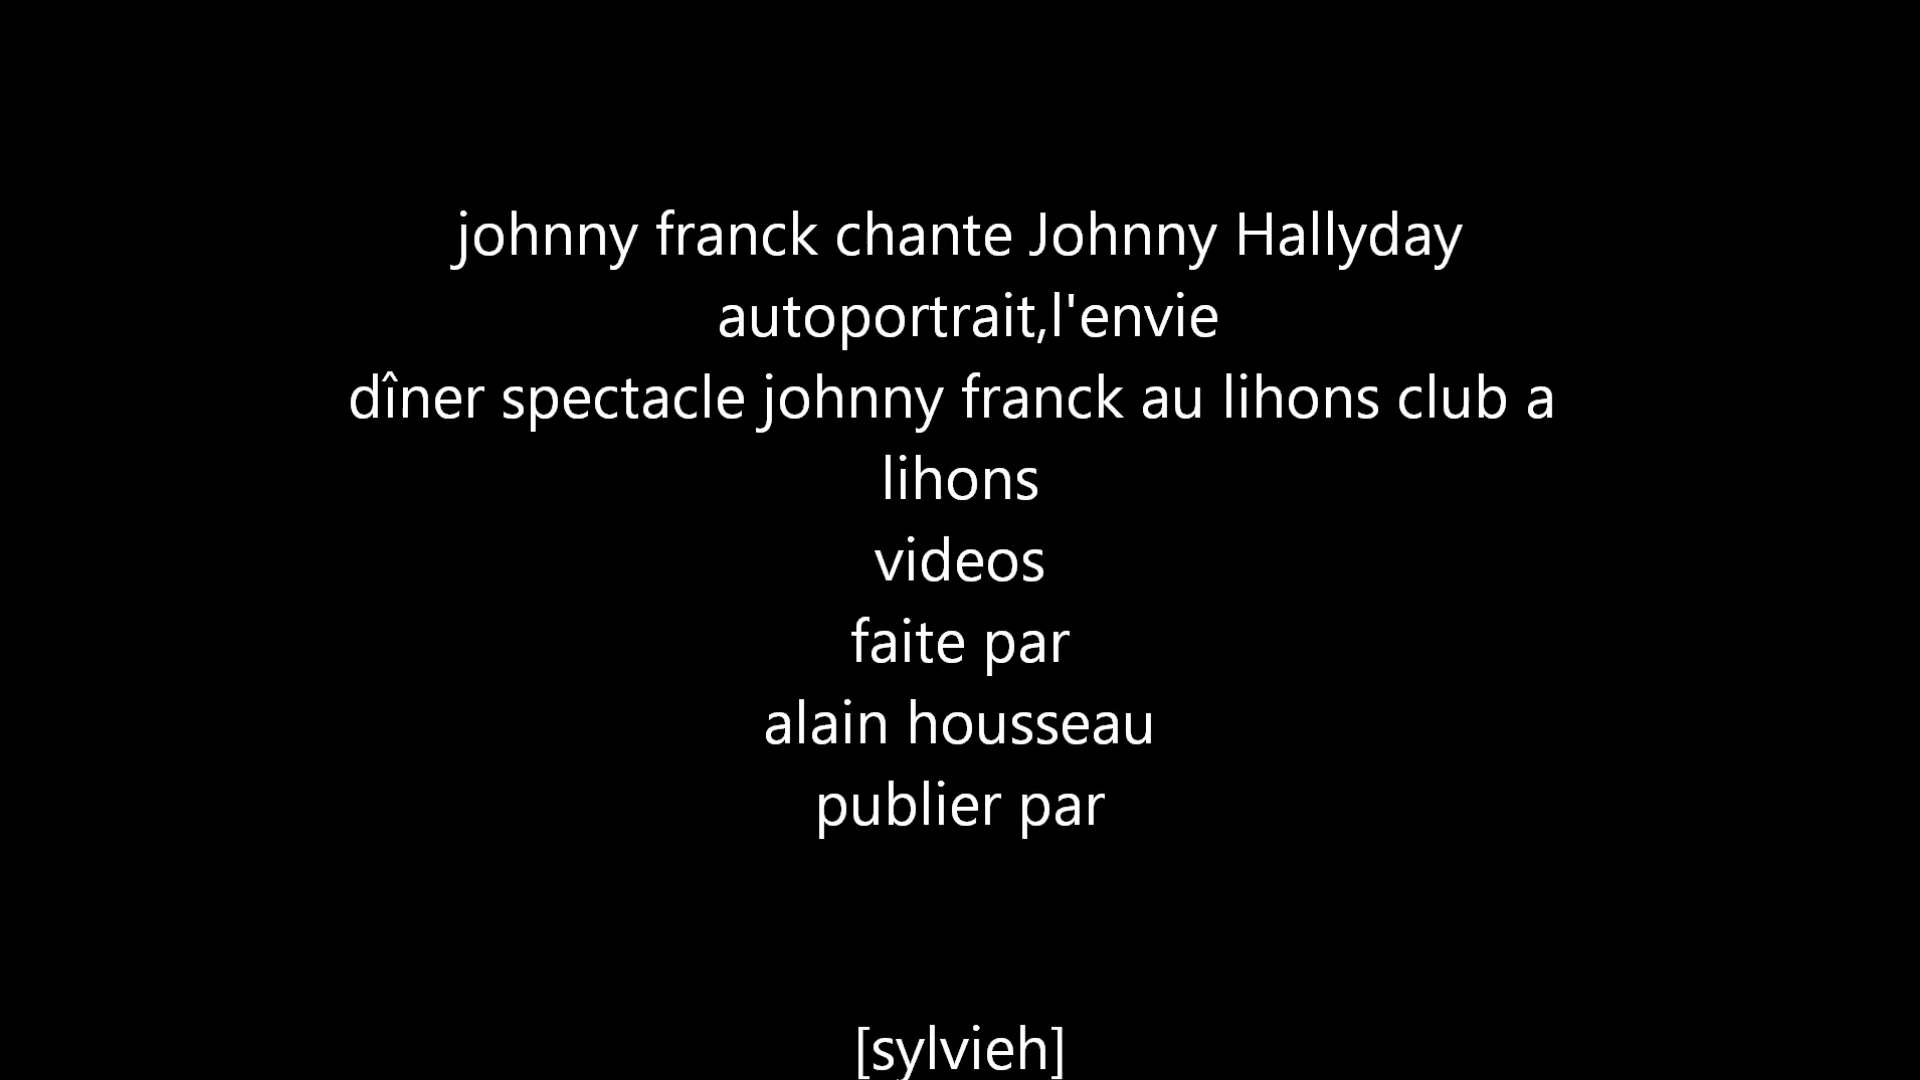 johnny franck chante Johnny Hallyday
autoportrait,l'envie
dîner spectacle johnny franck au lihons club a
lihons
videos
faite par
alain housseau
publier par
[sylvieh]